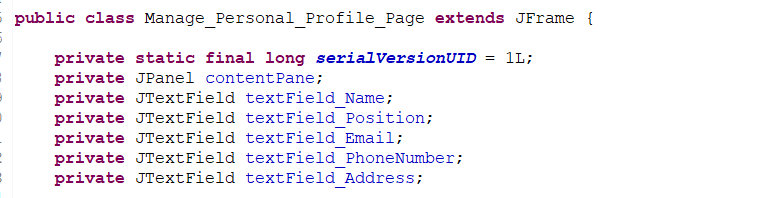 public class Manage_Personal_Profile_Page extends JFrame {
private static final long serialVersionUID = 1L;
private JPanel contentPane;
private JTextField textField_Name;
private JTextField textField_Position;
private JTextField textField_Email;
private JTextField textField_PhoneNumber;
private JTextField textField_Address;